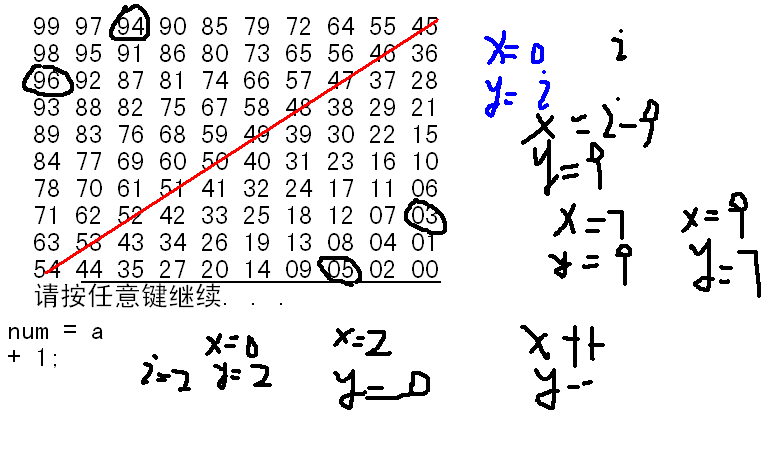 99 97 94 90 85 79 72 64 55 45
98 95 91 86 80 73 65 56 46 36
96 92 87 81 74 66 57 47 37 28
93 88 82 75 67 58 48 38 29 21
89 83 76 68 59 49 39 30 22 15
84 77 69 60 50 40 31 23 16 10
78 70 61 51 41 32 24 17 11 06
71 62 52 42 33 25 18 12 07 03
63 53 43 34 26 19 13 08 04 01
54 44 35 27 20 14 09 05 02 00
请按任意键继续. . .
num = a
+ 1;
x=0 i
y=i
x=i-9
y=9
x=7 x=9
y=9 y=7
i=2 x=0 x=2
y=2 y=0
x++
y--